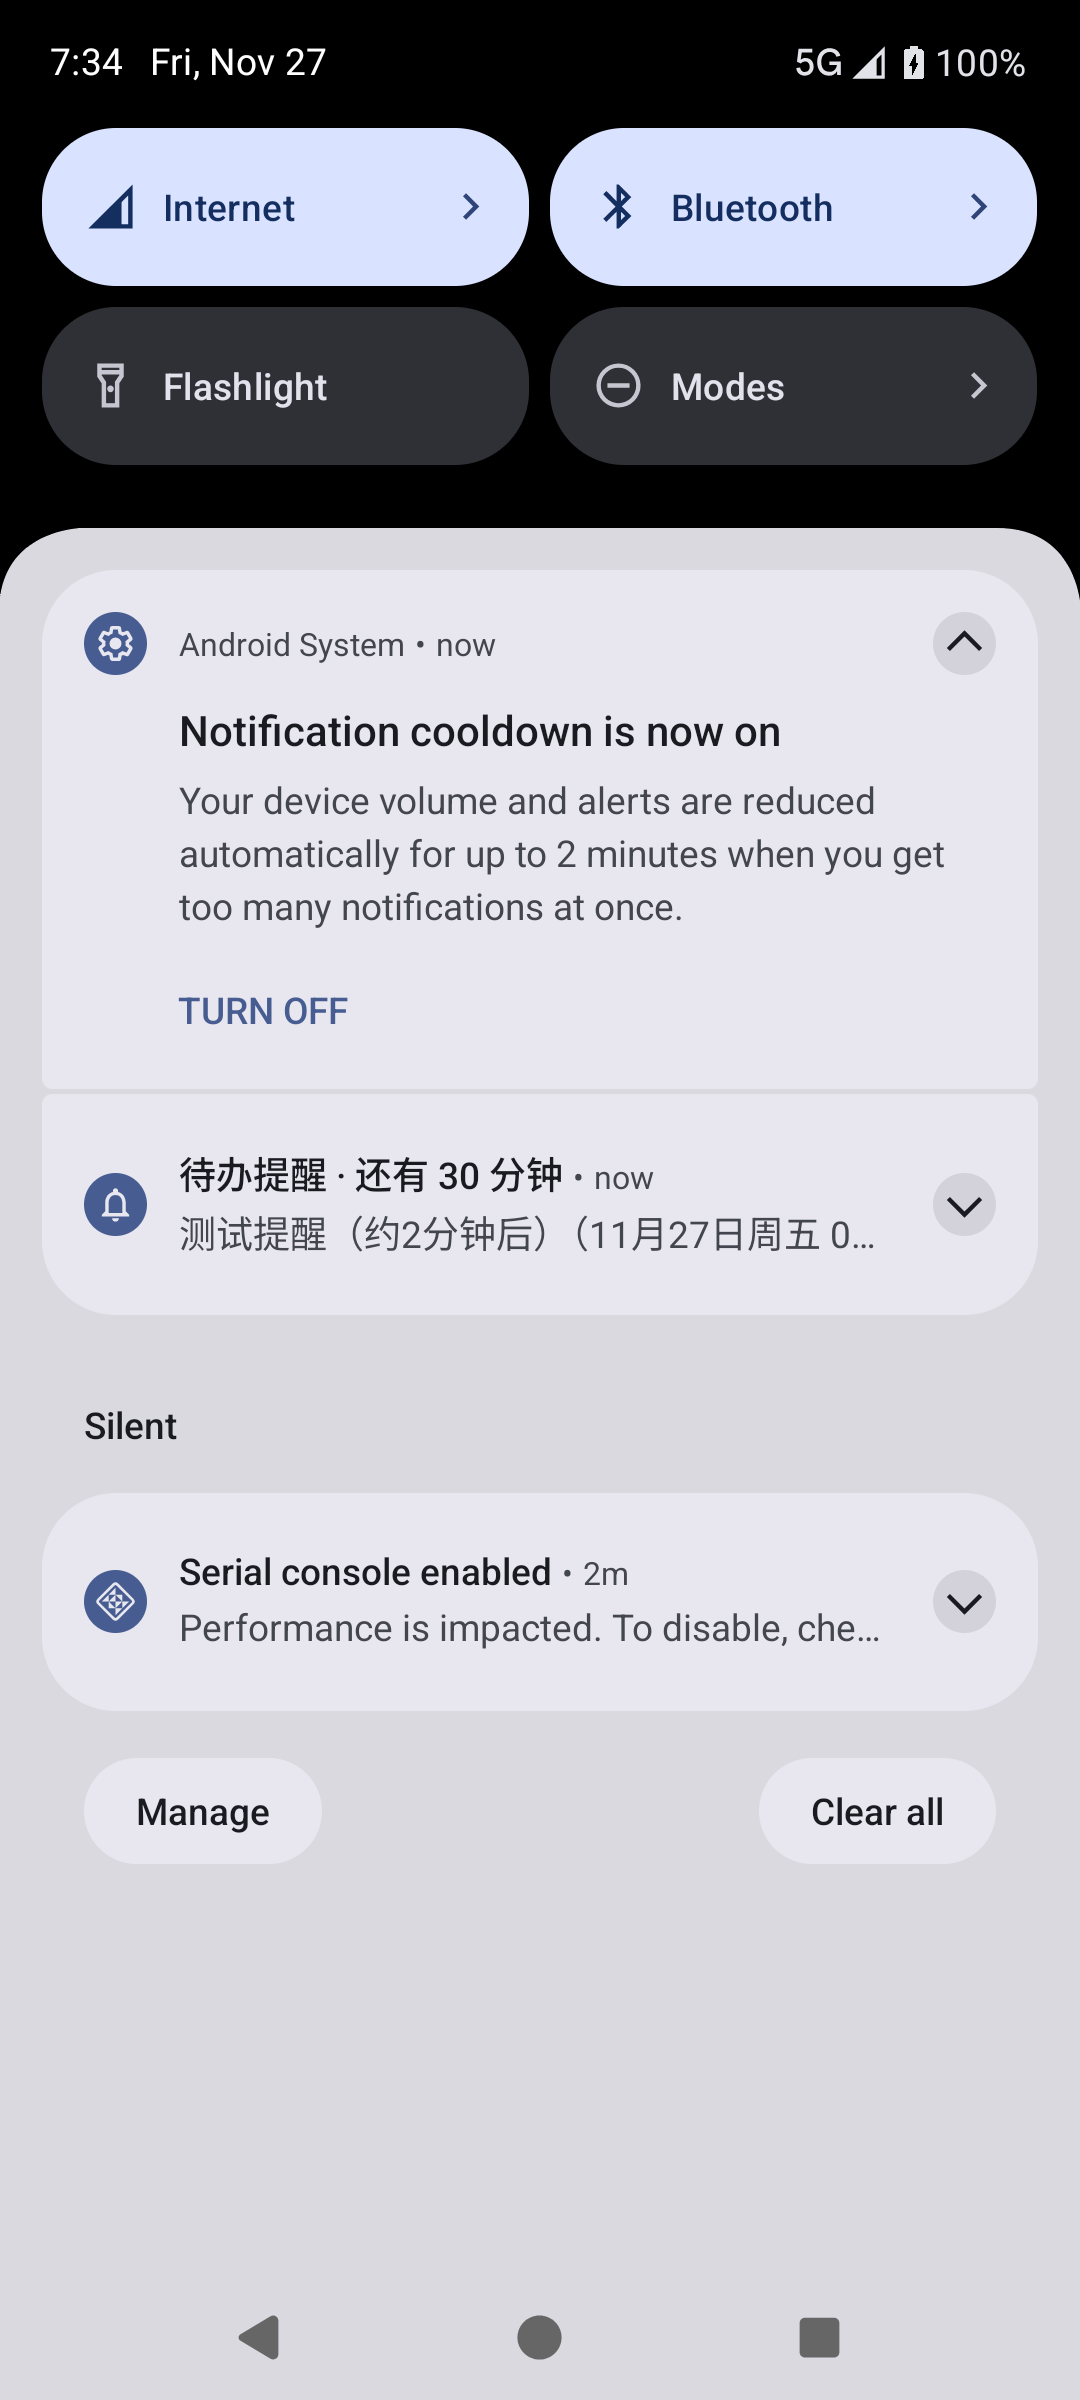 7:34 Fri, Nov 27 5G 100%
Internet
Bluetooth
Flashlight
Modes
Android System • now
Notification cooldown is now on
Your device volume and alerts are reduced
automatically for up to 2 minutes when you get
too many notifications at once.
TURN OFF
待办提醒 · 还有 30 分钟 • now
测试提醒（约2分钟后）（11月27日周五 0…
Silent
Serial console enabled • 2m
Performance is impacted. To disable, che…
Manage
Clear all